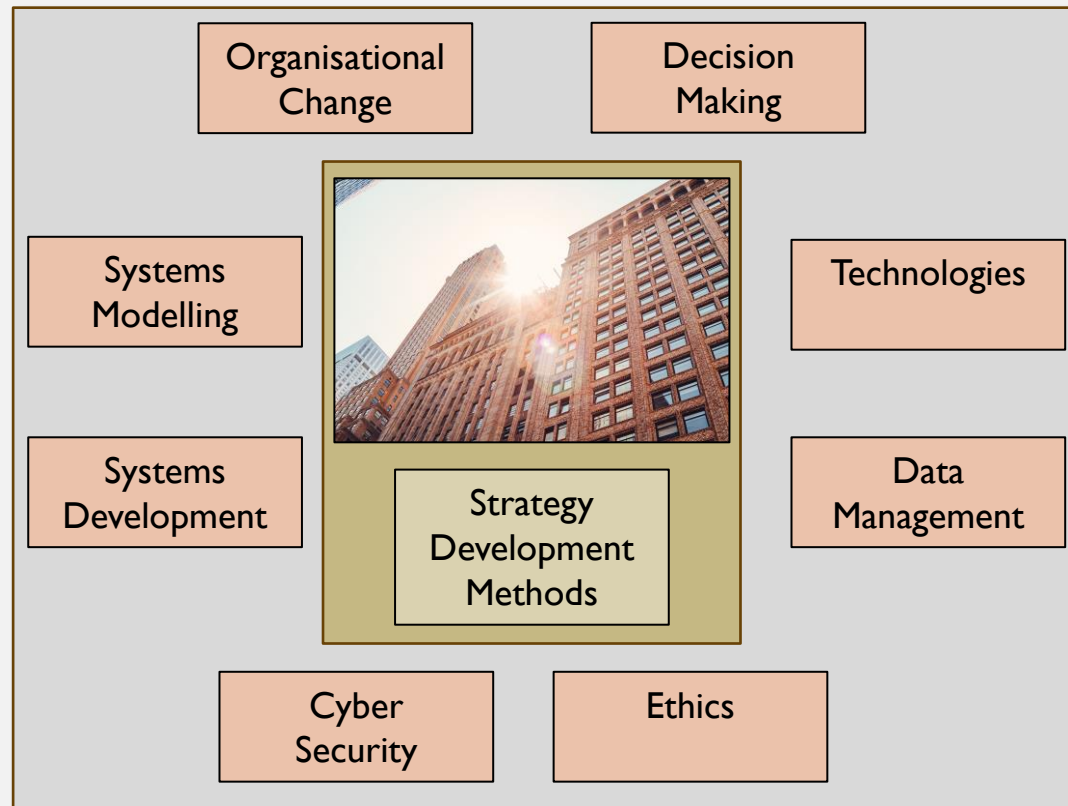 Organisational
Change
Decision
Making
Systems
Modelling
Technologies
Systems
Development
Data
Management
Strategy
Development
Methods
Cyber
Security
Ethics